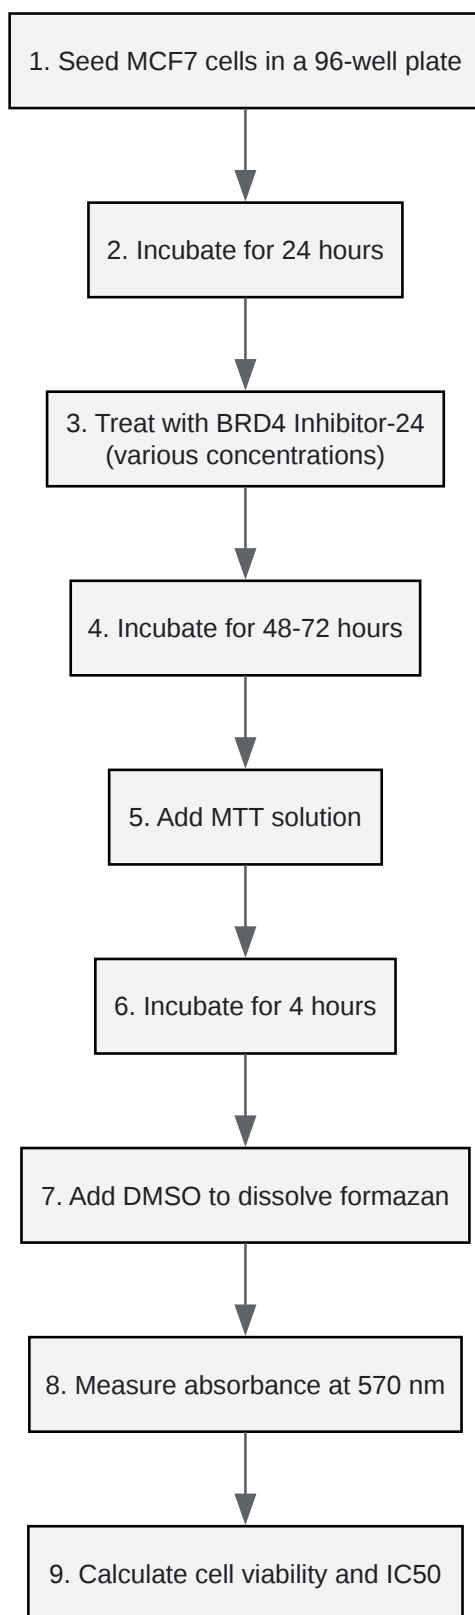 1. Seed MCF7 cells in a 96-well plate
2. Incubate for 24 hours
3. Treat with BRD4 Inhibitor-24
(various concentrations)
4. Incubate for 48-72 hours
5. Add MTT solution
6. Incubate for 4 hours
7. Add DMSO to dissolve formazan
8. Measure absorbance at 570 nm
9. Calculate cell viability and IC50